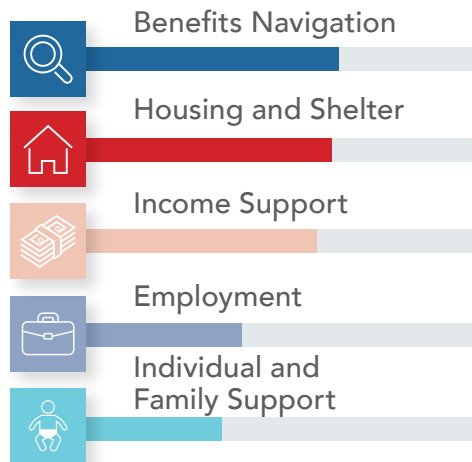 Benefits Navigation
Housing and Shelter
Income Support
Employment
Individual and
Family Support